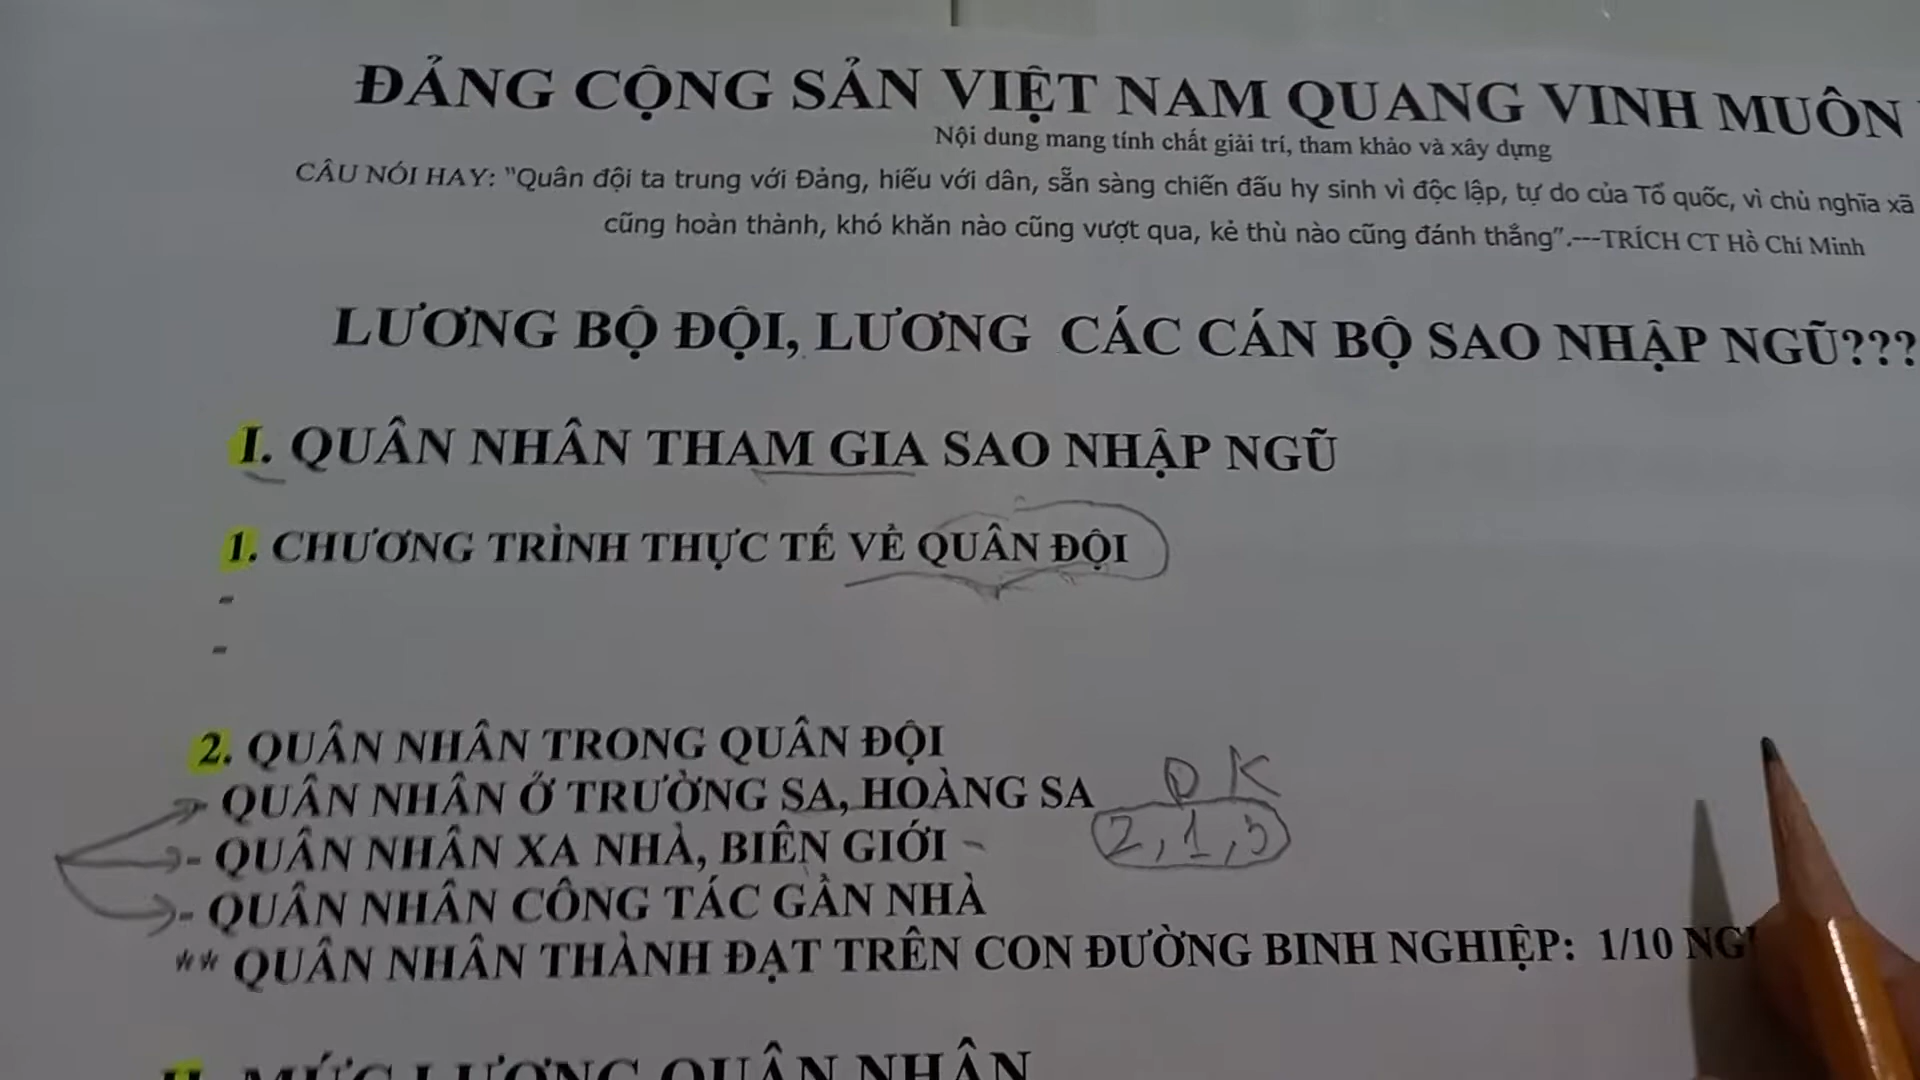 ĐẢNG CỘNG SẢN VIỆT NAM QUANG VINH MUÔN
Nội dung mang tính chất giải trí, tham khảo và xây dựng
CÂU NÓI HAY: "Quân đội ta trung với Đảng, hiếu với dân, sẵn sàng chiến đấu hy sinh vì độc lập, tự do của Tổ quốc, vì chủ nghĩa xã
cũng hoàn thành, khó khăn nào cũng vượt qua, kẻ thù nào cũng đánh thắng".---TRÍCH CT Hồ Chí Minh
LƯƠNG BỘ ĐỘI, LƯƠNG CÁC CÁN BỘ SAO NHẬP NGŨ???
I. QUÂN NHÂN THAM GIA SAO NHẬP NGŨ
1. CHƯƠNG TRÌNH THỰC TẾ VỀ QUÂN ĐỘI
-
-
2. QUÂN NHÂN TRONG QUÂN ĐỘI
- QUÂN NHÂN Ở TRƯỜNG SA, HOÀNG SA
ĐK
2, 1, 3
- QUÂN NHÂN XA NHÀ, BIÊN GIỚI
- QUÂN NHÂN CÔNG TÁC GẦN NHÀ
** QUÂN NHÂN THÀNH ĐẠT TRÊN CON ĐƯỜNG BINH NGHIỆP: 1/10
II. MỨC LƯƠNG QUÂN NHÂN